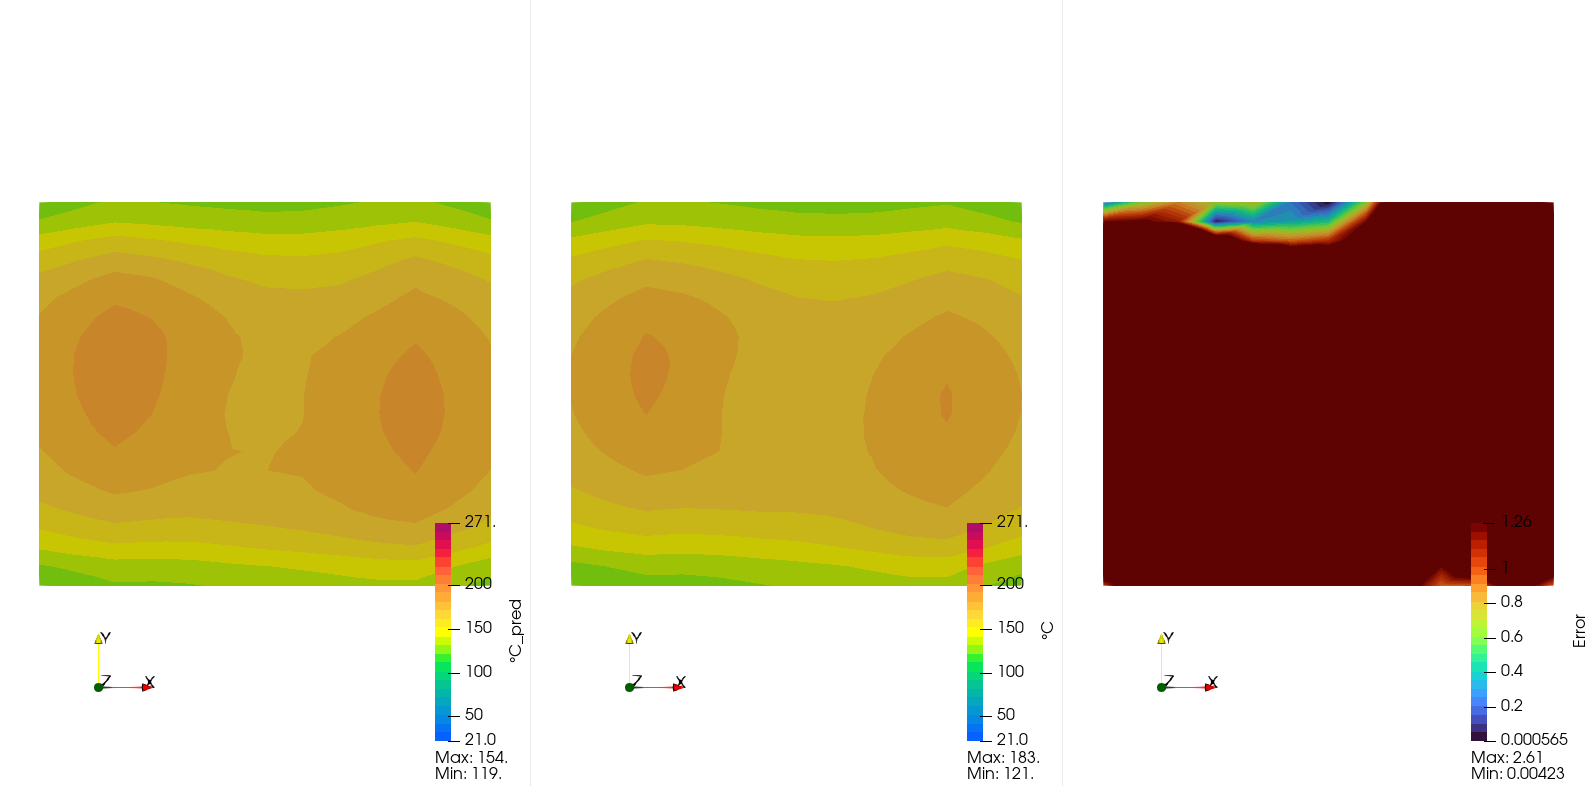 271.
200
150
100
50
21.0
°C_pred
Max: 154.
Min: 119.
Y
Z
X
271.
200
150
100
50
21.0
°C
Max: 183.
Min: 121.
Y
Z
X
1.26
1
0.8
0.6
0.4
0.2
0.000565
Error
Max: 2.61
Min: 0.00423
Y
Z
X